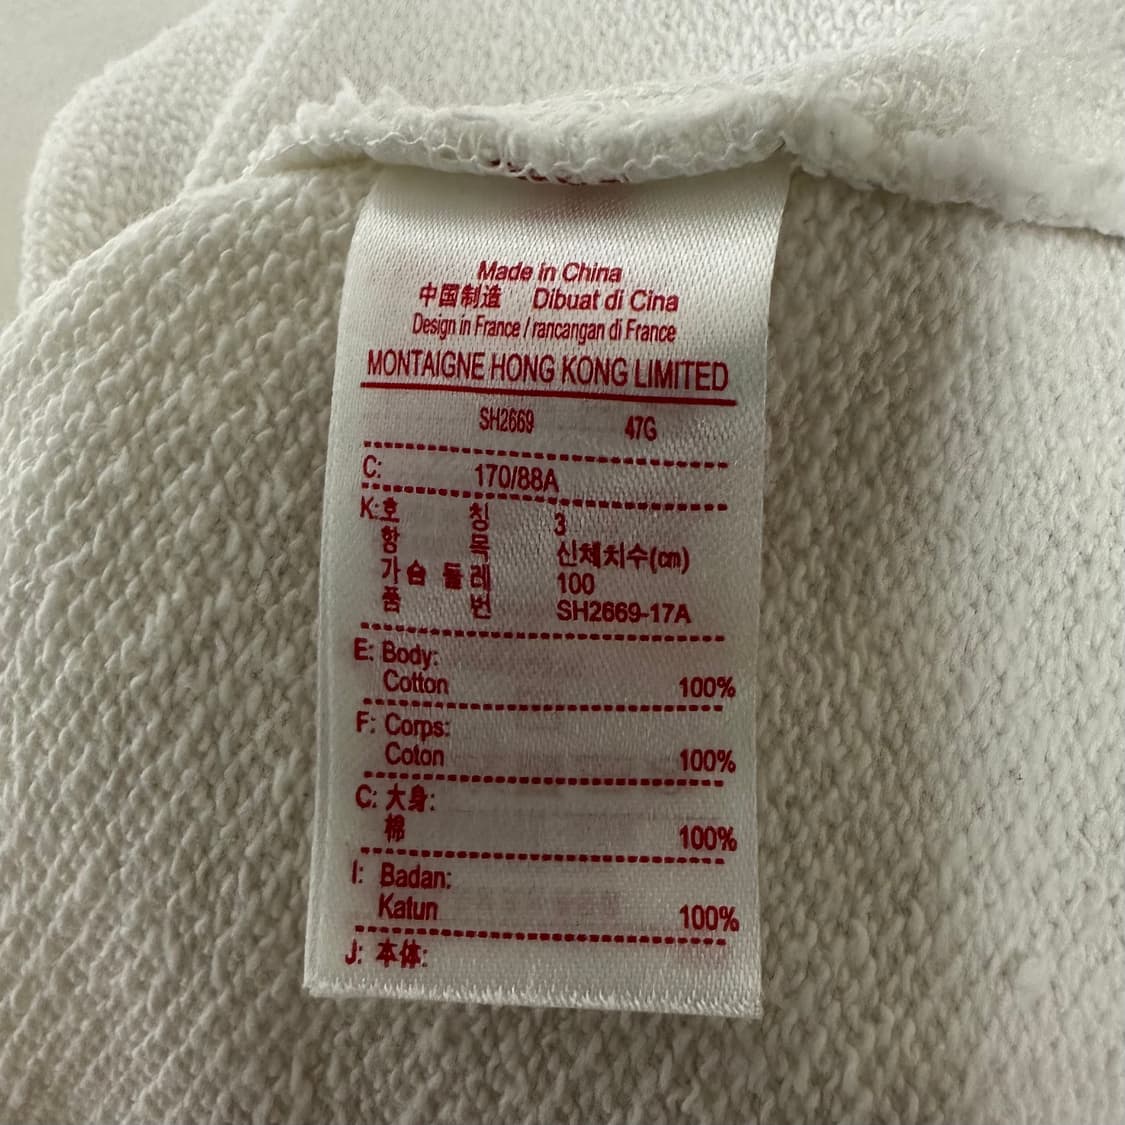 Made in China
中国制造 Dibuat di Cina
Design in France / rancangan di France
MONTAIGNE HONG KONG LIMITED
SH2669 47G
C: 170/88A
K:호 칭 3
항 목 신체치수(cm)
가슴둘레 100
품 번 SH2669-17A
E: Body:
Cotton 100%
F: Corps:
Coton 100%
C: 大身:
棉 100%
I: Badan:
Katun 100%
J: 本体: